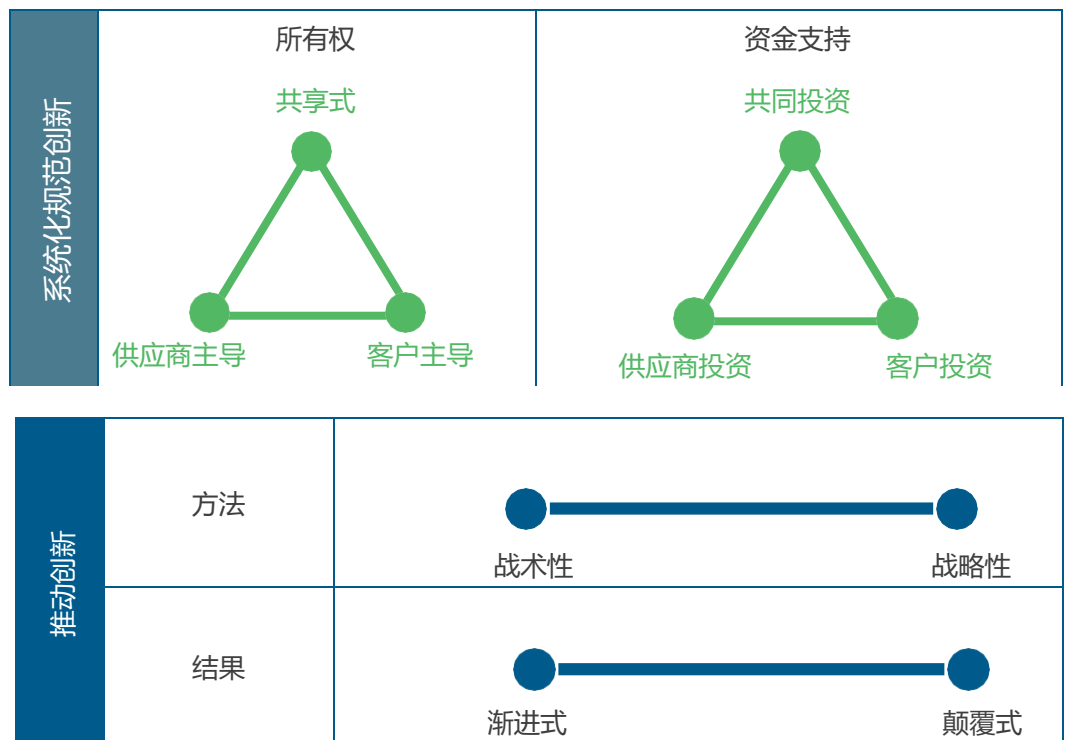 系统化规范创新
所有权
共享式
供应商主导
客户主导
资金支持
共同投资
供应商投资
客户投资
推动创新
方法
战术性
战略性
结果
渐进式
颠覆式